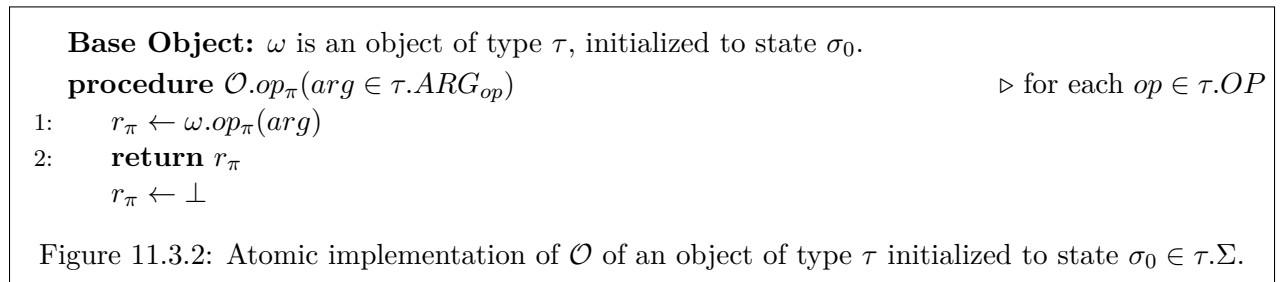 Base Object: ω is an object of type τ, initialized to state σ₀.
procedure 𝒪.op_π(arg ∈ τ.ARG_op) ▷ for each op ∈ τ.OP
1: r_π ← ω.op_π(arg)
2: return r_π
r_π ← ⊥
Figure 11.3.2: Atomic implementation of 𝒪 of an object of type τ initialized to state σ₀ ∈ τ.Σ.